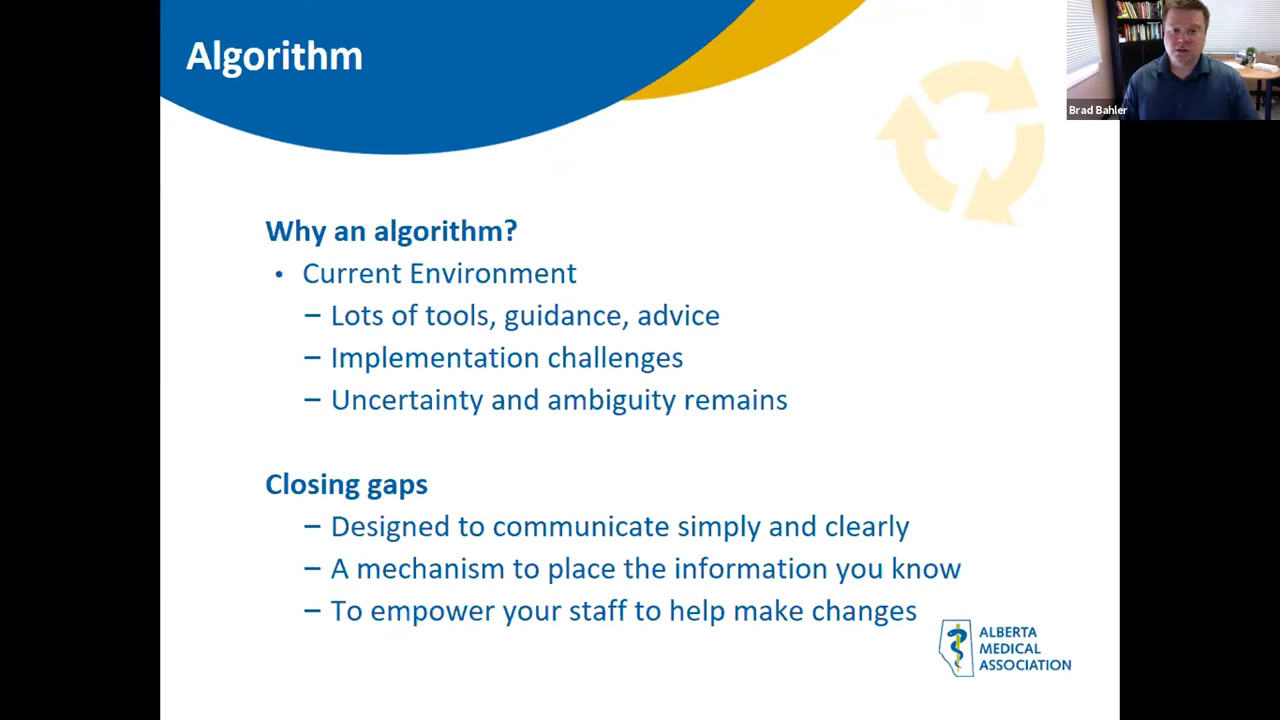 Algorithm
Brad Bahler
Why an algorithm?
• Current Environment
– Lots of tools, guidance, advice
– Implementation challenges
– Uncertainty and ambiguity remains
Closing gaps
– Designed to communicate simply and clearly
– A mechanism to place the information you know
– To empower your staff to help make changes
ALBERTA
MEDICAL
ASSOCIATION